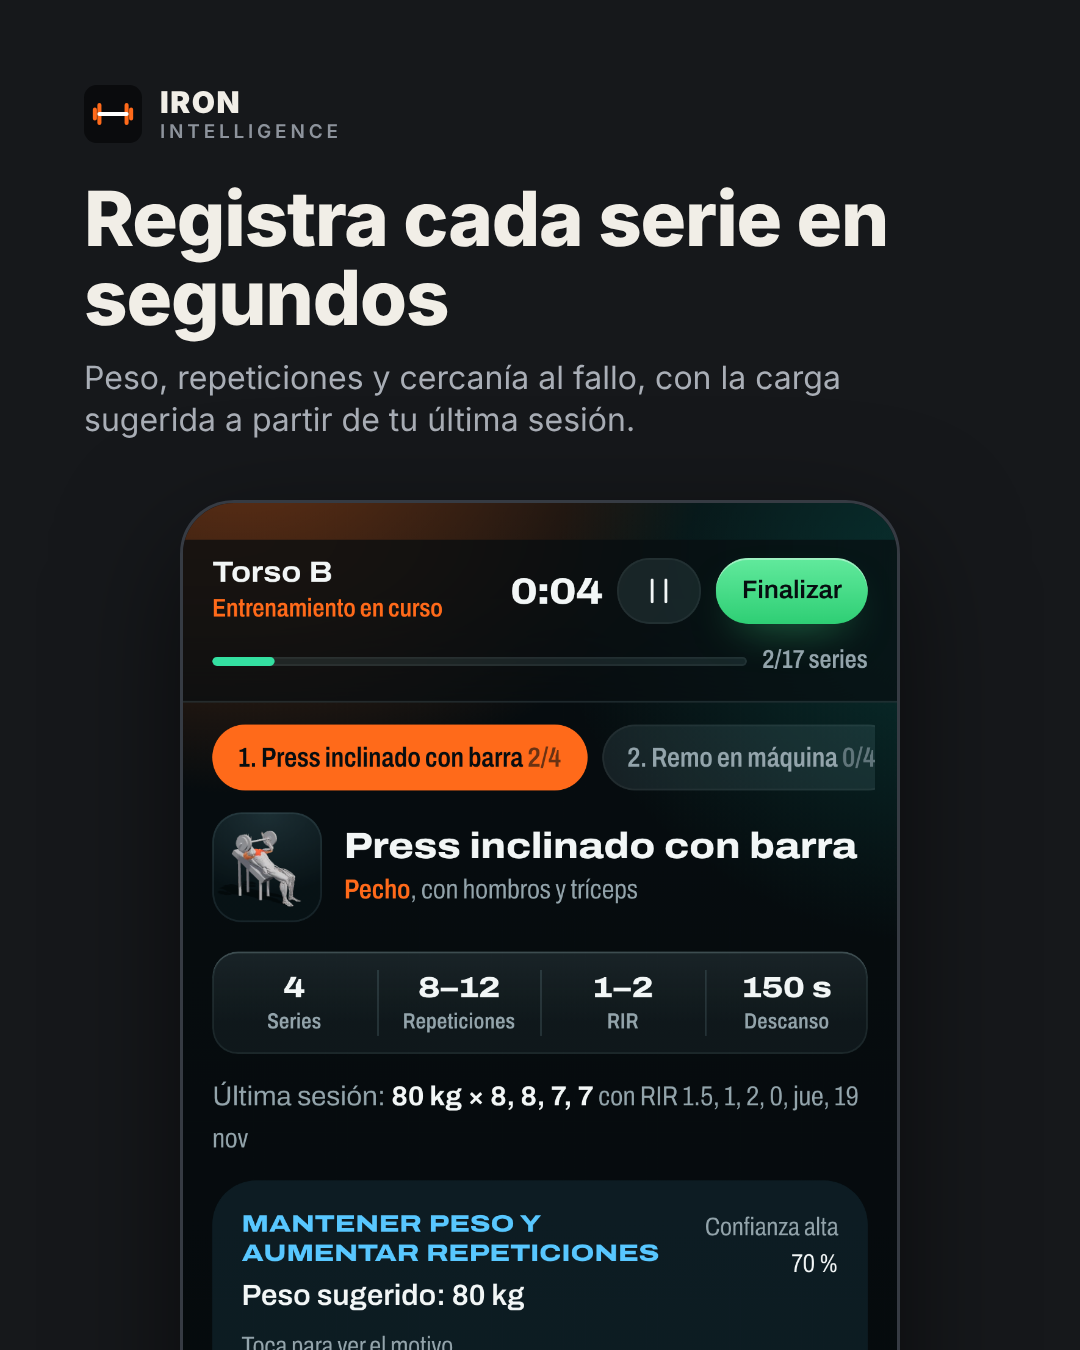 IRON
INTELLIGENCE
Registra cada serie en
segundos
Peso, repeticiones y cercanía al fallo, con la carga
sugerida a partir de tu última sesión.
Torso B
Entrenamiento en curso
0:04
Finalizar
2/17 series
1. Press inclinado con barra 2/4
2. Remo en máquina 0/4
Press inclinado con barra
Pecho, con hombros y tríceps
4
Series
8–12
Repeticiones
1–2
RIR
150 s
Descanso
Última sesión: 80 kg × 8, 8, 7, 7 con RIR 1.5, 1, 2, 0, jue, 19
nov
MANTENER PESO Y
AUMENTAR REPETICIONES
Confianza alta
70 %
Peso sugerido: 80 kg
Toca para ver el motivo